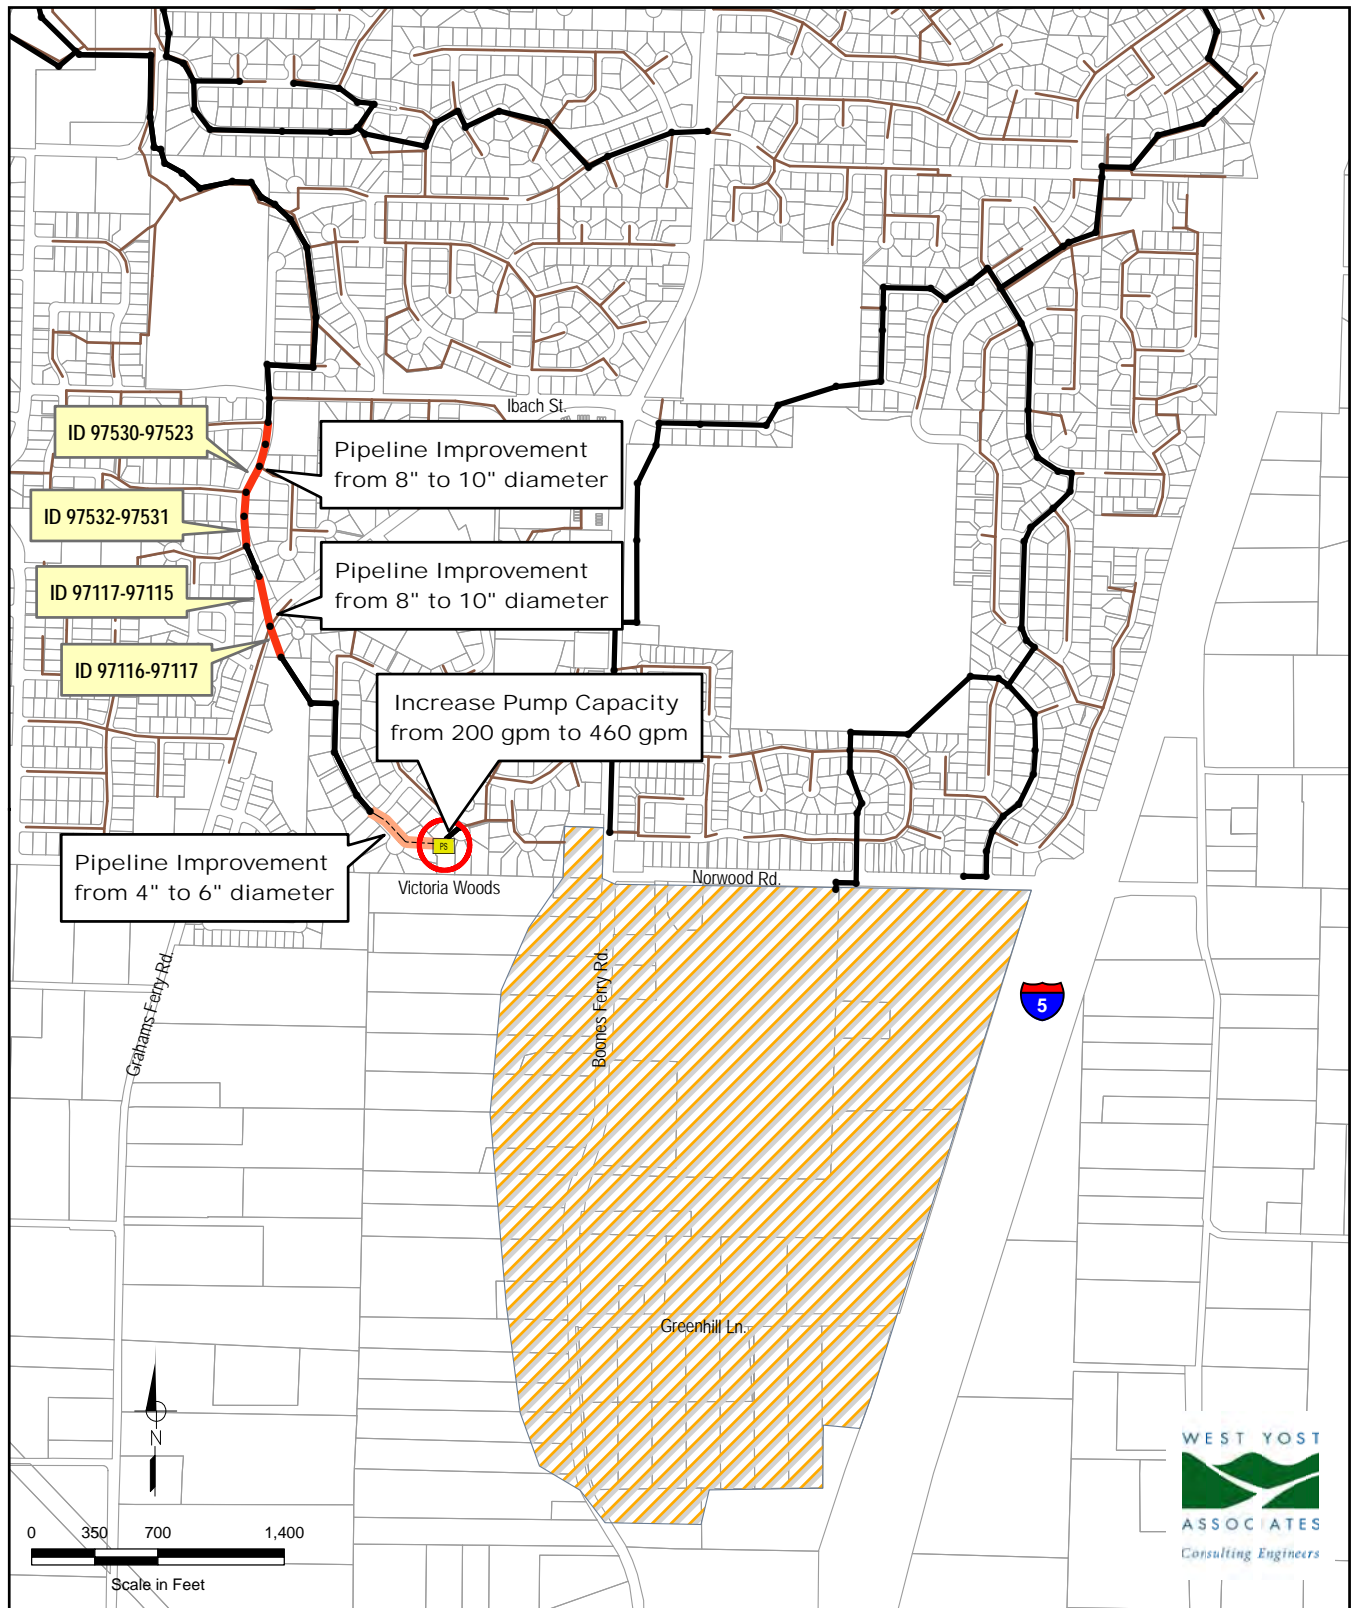 Ibach St.
ID 97530-97523
Pipeline Improvement
from 8" to 10" diameter
ID 97532-97531
Pipeline Improvement
from 8" to 10" diameter
ID 97117-97115
ID 97116-97117
Increase Pump Capacity
from 200 gpm to 460 gpm
PS
Pipeline Improvement
from 4" to 6" diameter
Victoria Woods
Norwood Rd.
Grahams Ferry Rd.
Boones Ferry Rd.
5
Greenhill Ln.
N
0 350 700 1,400
Scale in Feet
WEST YOST
ASSOCIATES
Consulting Engineers